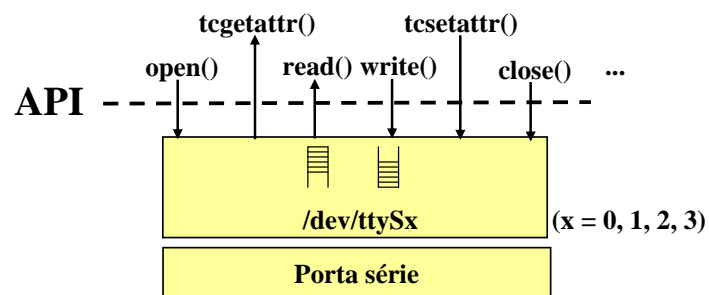 tcgetattr() tcsetattr()
open() read() write() close() ...
API
/dev/ttySx (x = 0, 1, 2, 3)
Porta série